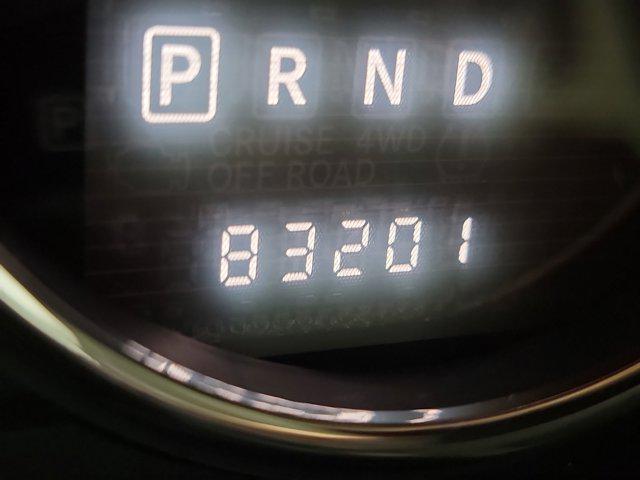 P R N D
CRUISE 4WD
OFF ROAD
83201